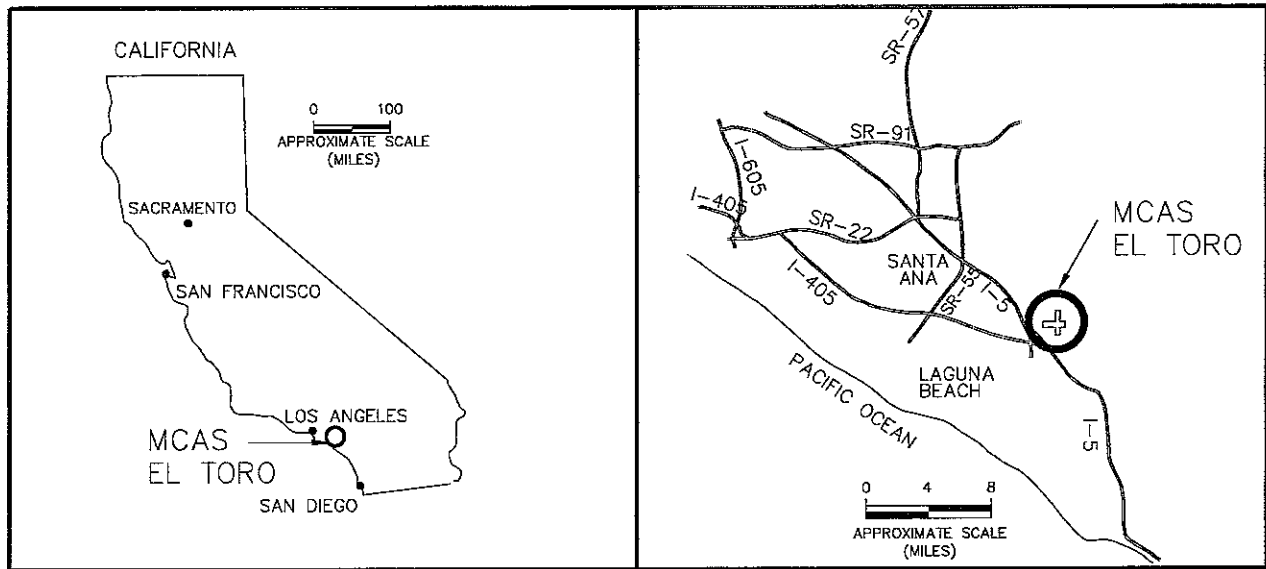 CALIFORNIA
0 100
APPROXIMATE SCALE
(MILES)
SACRAMENTO
SAN FRANCISCO
LOS ANGELES
MCAS
EL TORO
SAN DIEGO
SR-57
SR-91
I-605
I-405
SR-22
I-405
SANTA
ANA
SR-55
I-5
MCAS
EL TORO
LAGUNA
BEACH
PACIFIC OCEAN
I-5
0 4 8
APPROXIMATE SCALE
(MILES)